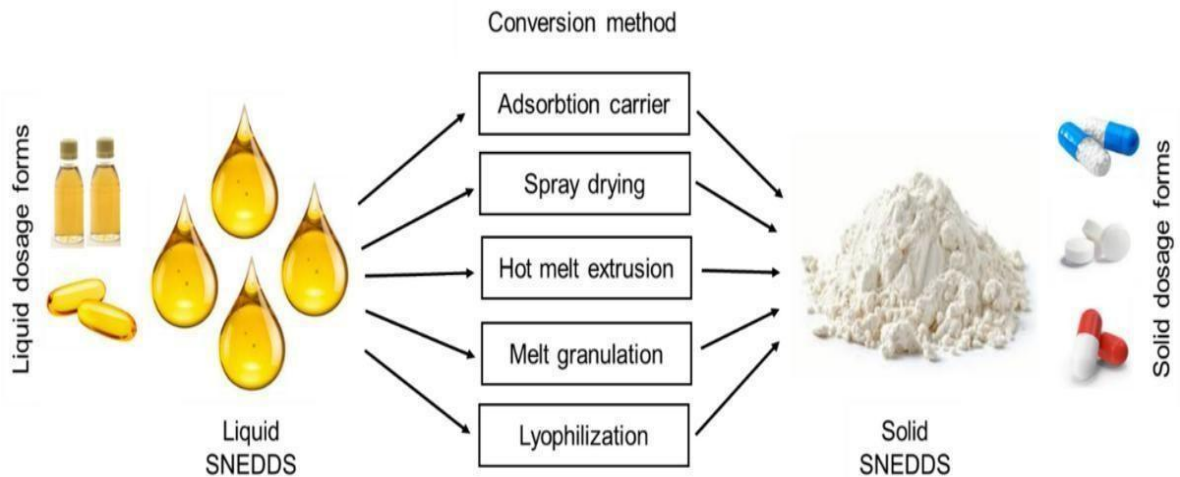 Conversion method
Liquid dosage forms
Adsorbtion carrier
Spray drying
Hot melt extrusion
Melt granulation
Lyophilization
Liquid
SNEDDS
Solid
SNEDDS
Solid dosage forms